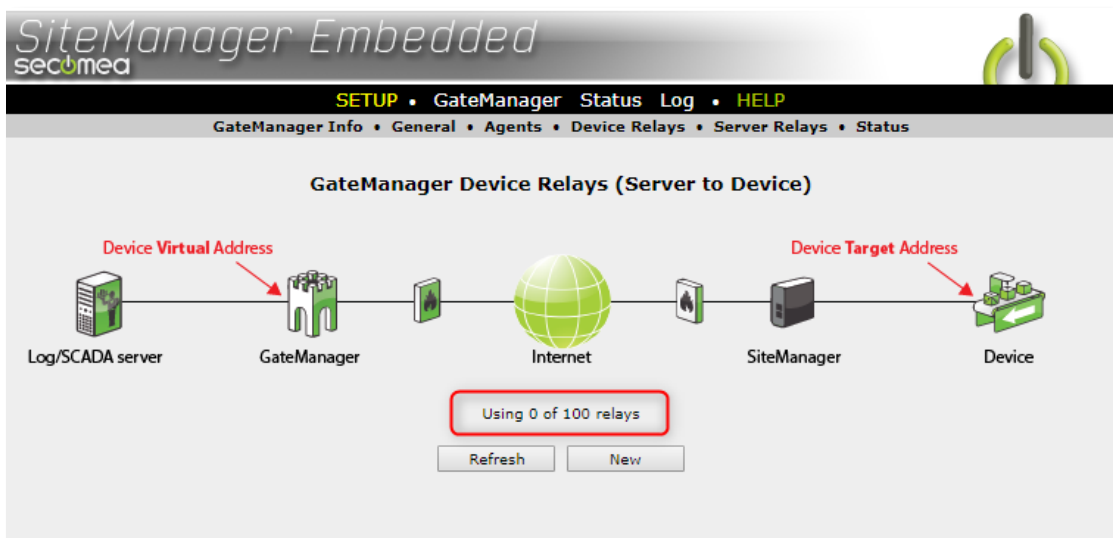 SiteManager Embedded
secomea
SETUP • GateManager Status Log • HELP
GateManager Info • General • Agents • Device Relays • Server Relays • Status
GateManager Device Relays (Server to Device)
Device Virtual Address
Device Target Address
Log/SCADA server
GateManager
Internet
SiteManager
Device
Using 0 of 100 relays
Refresh
New